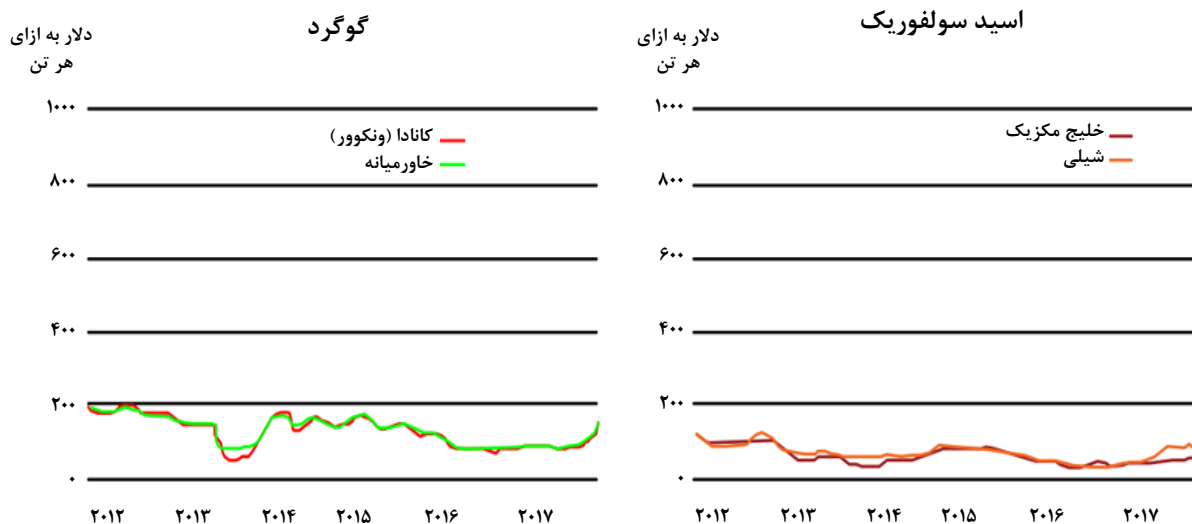 اسید سولفوریک
دلار به ازای
هر تن
۱۰۰۰
۸۰۰
۶۰۰
۴۰۰
۲۰۰
۰
خلیج مکزیک
شیلی
۲۰۱۲ ۲۰۱۳ ۲۰۱۴ ۲۰۱۵ ۲۰۱۶ ۲۰۱۷
گوگرد
دلار به ازای
هر تن
۱۰۰۰
۸۰۰
۶۰۰
۴۰۰
۲۰۰
۰
کانادا (ونکوور)
خاورمیانه
۲۰۱۲ ۲۰۱۳ ۲۰۱۴ ۲۰۱۵ ۲۰۱۶ ۲۰۱۷